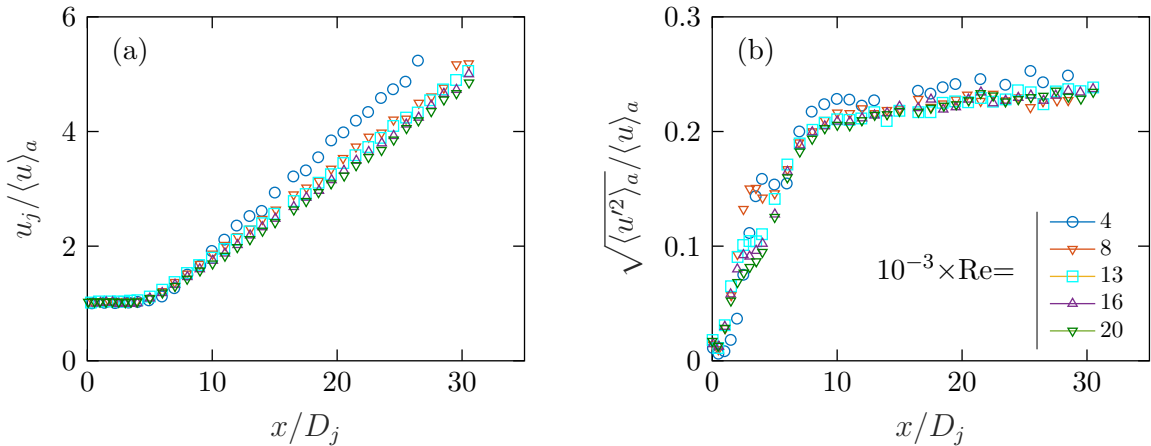 (a)
u_j/⟨u⟩_a
6
4
2
0
0 10 20 30
x/D_j
(b)
√⟨u′²⟩_a/⟨u⟩_a
0.3
0.2
0.1
0
10⁻³×Re=
4
8
13
16
20
0 10 20 30
x/D_j